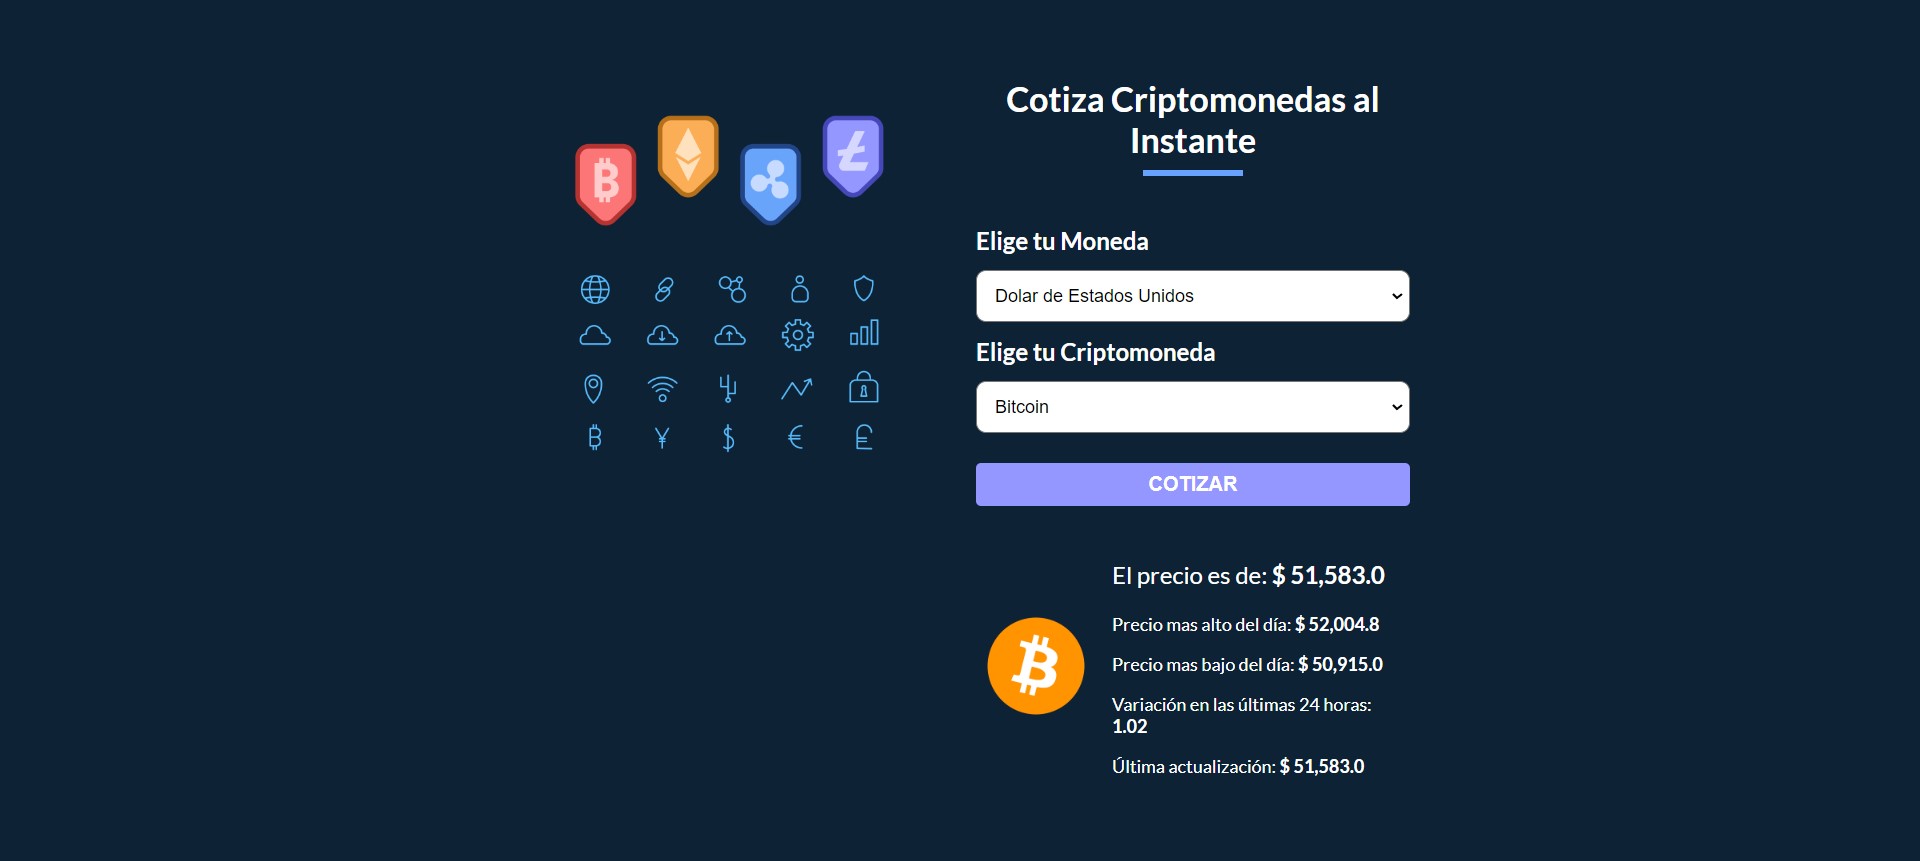 Cotiza Criptomonedas al
Instante
Elige tu Moneda
Dolar de Estados Unidos
Elige tu Criptomoneda
Bitcoin
COTIZAR
El precio es de: $ 51,583.0
Precio mas alto del día: $ 52,004.8
Precio mas bajo del día: $ 50,915.0
Variación en las últimas 24 horas:
1.02
Última actualización: $ 51,583.0